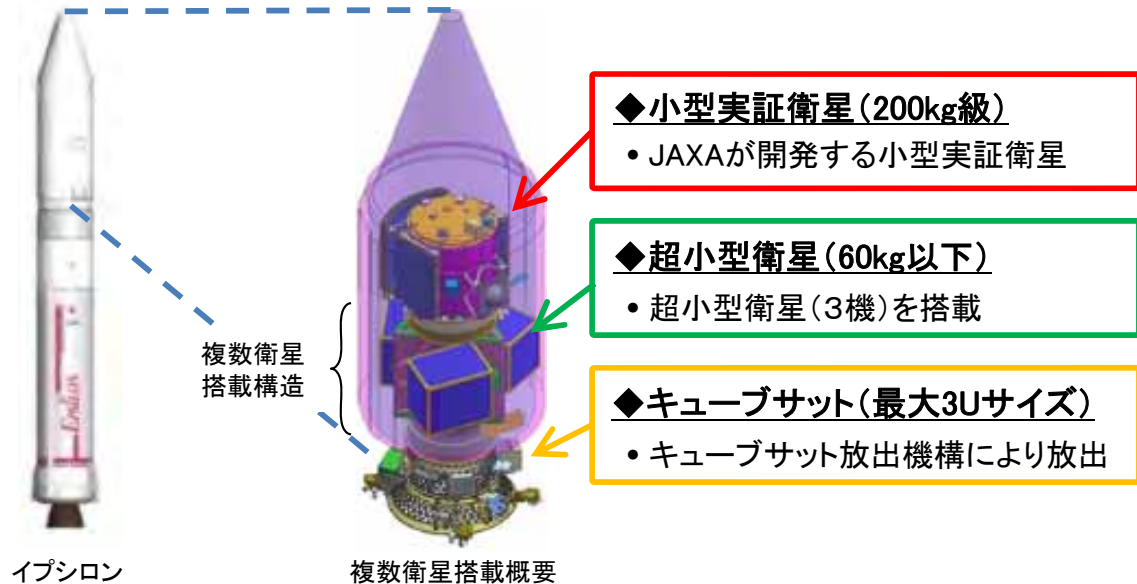 ◆小型実証衛星(200kg級)
• JAXAが開発する小型実証衛星
◆超小型衛星(60kg以下)
• 超小型衛星(3機)を搭載
複数衛星
搭載構造
◆キューブサット(最大3Uサイズ)
• キューブサット放出機構により放出
イプシロン
複数衛星搭載概要